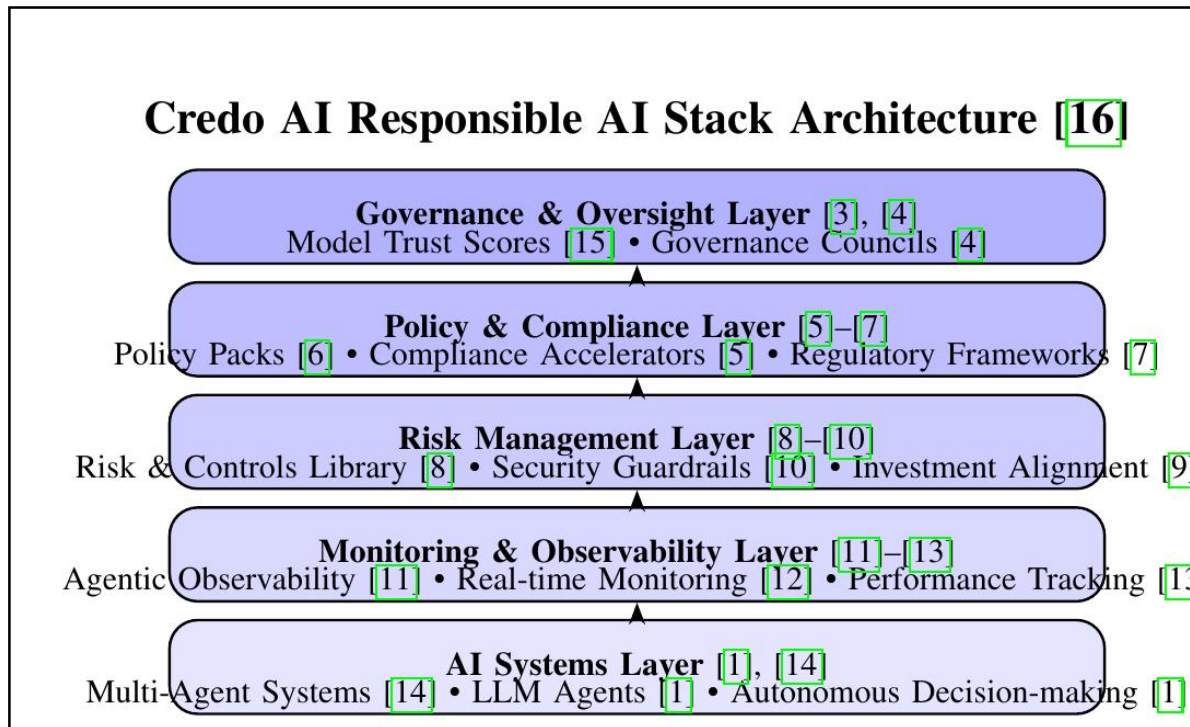 Credo AI Responsible AI Stack Architecture [16]
Governance & Oversight Layer [3], [4]
Model Trust Scores [15] • Governance Councils [4]
Policy & Compliance Layer [5]–[7]
Policy Packs [6] • Compliance Accelerators [5] • Regulatory Frameworks [7]
Risk Management Layer [8]–[10]
Risk & Controls Library [8] • Security Guardrails [10] • Investment Alignment [9]
Monitoring & Observability Layer [11]–[13]
Agentic Observability [11] • Real-time Monitoring [12] • Performance Tracking [13
AI Systems Layer [1], [14]
Multi-Agent Systems [14] • LLM Agents [1] • Autonomous Decision-making [1]